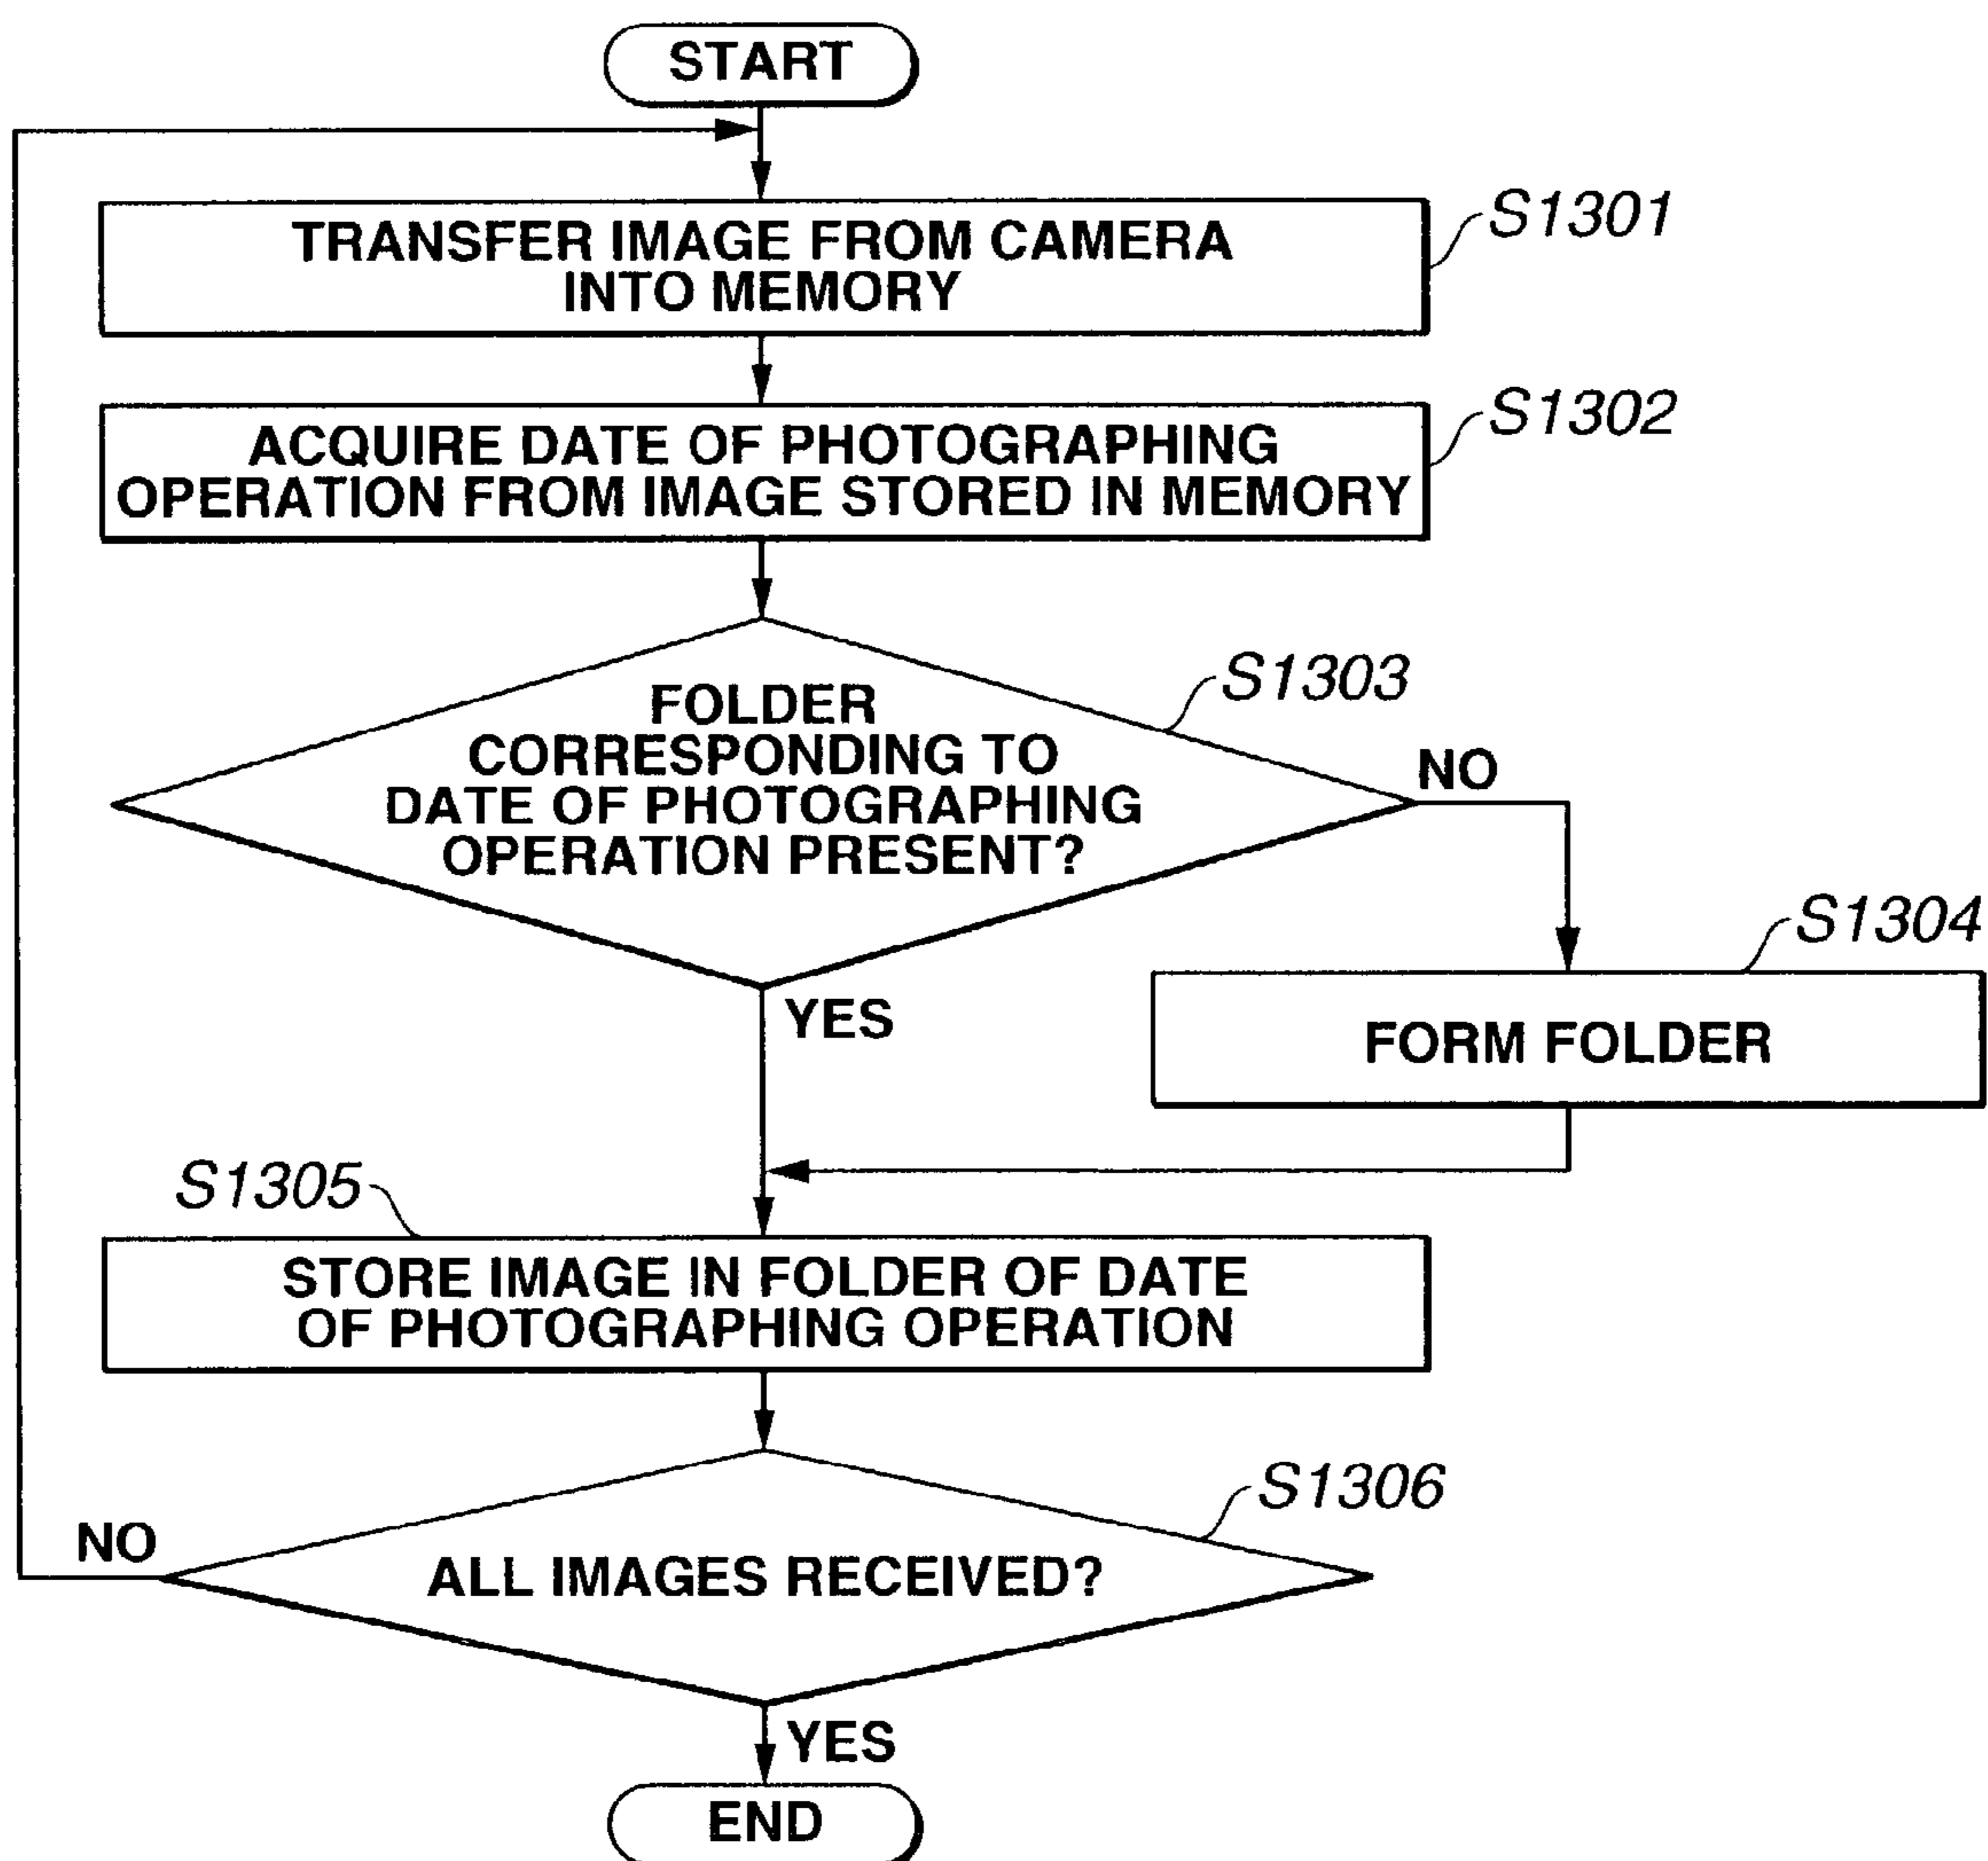 START
TRANSFER IMAGE FROM CAMERA
INTO MEMORY
S1301
ACQUIRE DATE OF PHOTOGRAPHING
OPERATION FROM IMAGE STORED IN MEMORY
S1302
FOLDER
CORRESPONDING TO
DATE OF PHOTOGRAPHING
OPERATION PRESENT?
S1303
NO
YES
S1304
FORM FOLDER
S1305
STORE IMAGE IN FOLDER OF DATE
OF PHOTOGRAPHING OPERATION
S1306
ALL IMAGES RECEIVED?
NO
YES
END